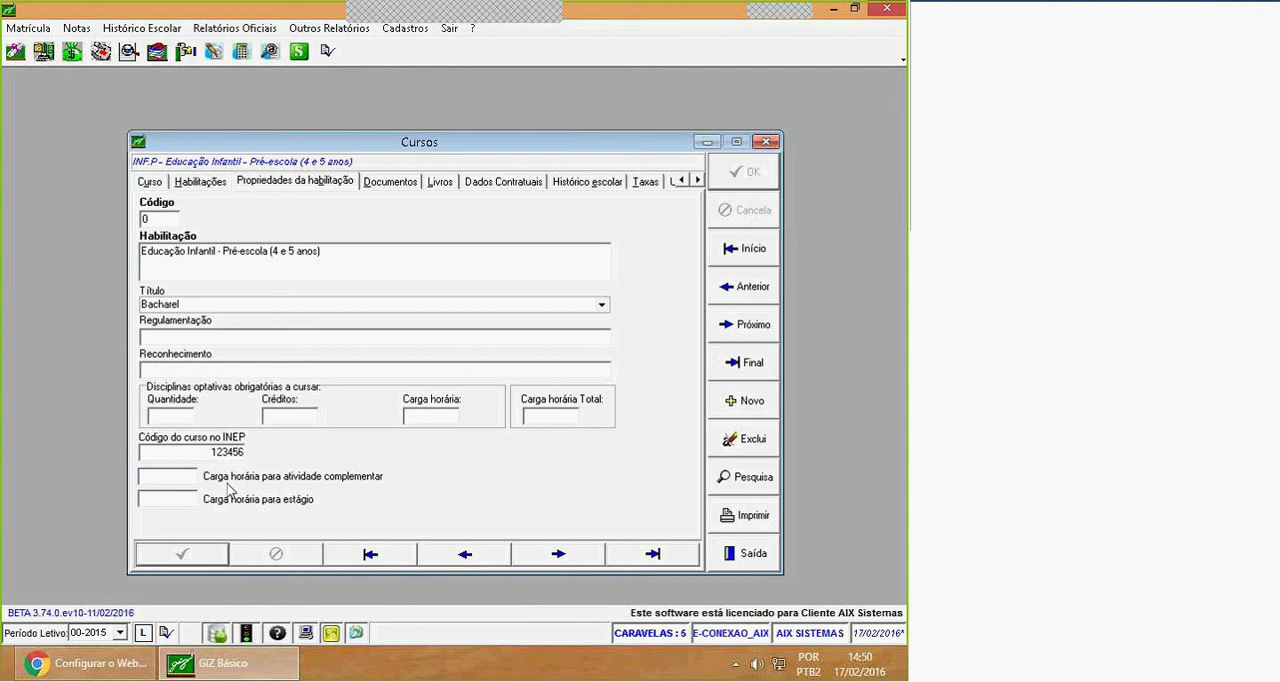 Matrícula Notas Histórico Escolar Relatórios Oficiais Outros Relatórios Cadastros Sair ?
S
Cursos
INF.P - Educação Infantil - Pré-escola (4 e 5 anos)
Curso Habilitações Propriedades da habilitação Documentos Livros Dados Contratuais Histórico escolar Taxas
OK
Código
0
Cancela
Habilitação
Educação Infantil - Pré-escola (4 e 5 anos)
Início
Anterior
Título
Bacharel
Regulamentação
Próximo
Reconhecimento
Final
Disciplinas optativas obrigatórias a cursar:
Quantidade: Créditos: Carga horária: Carga horária Total:
Novo
Código do curso no INEP
Exclui
123456
Carga horária para atividade complementar
Pesquisa
Carga horária para estágio
Imprimir
Saída
BETA 3.74.0.ev10-11/02/2016 Este software está licenciado para Cliente AIX Sistemas
Período Letivo: 00-2015 L CARAVELAS : 5 E-CONEXAO_AIX AIX SISTEMAS 17/02/2016*
Configurar o Web... GIZ Básico POR 14:50
PTB2 17/02/2016